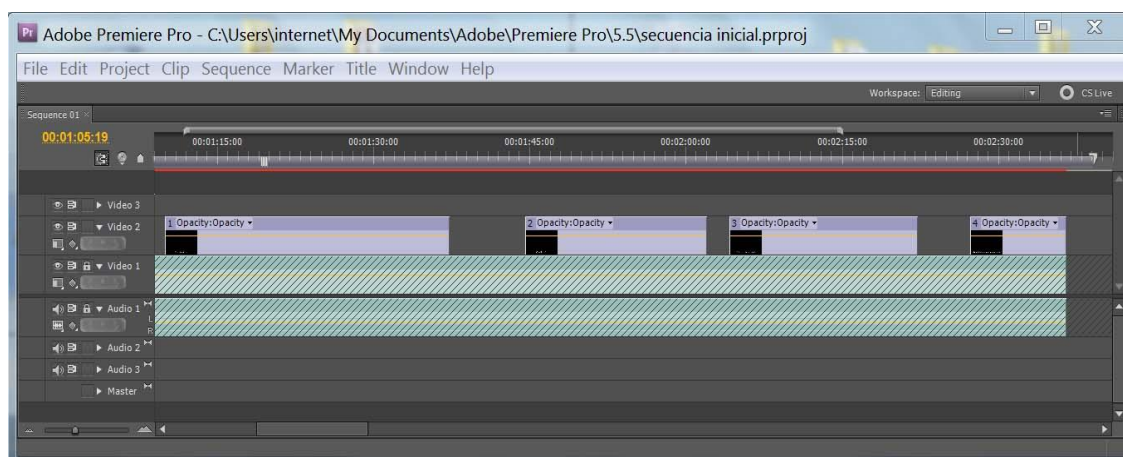 Pr Adobe Premiere Pro - C:\Users\internet\My Documents\Adobe\Premiere Pro\5.5\secuencia inicial.prproj
File Edit Project Clip Sequence Marker Title Window Help
Workspace: Editing CS Live
Sequence 01
00:01:05:19 00:01:15:00 00:01:30:00 00:01:45:00 00:02:00:00 00:02:15:00 00:02:30:00
Video 3
Video 2 1 Opacity:Opacity 2 Opacity:Opacity 3 Opacity:Opacity 4 Opacity:Opacity
Video 1
Audio 1
L
R
Audio 2
Audio 3
Master